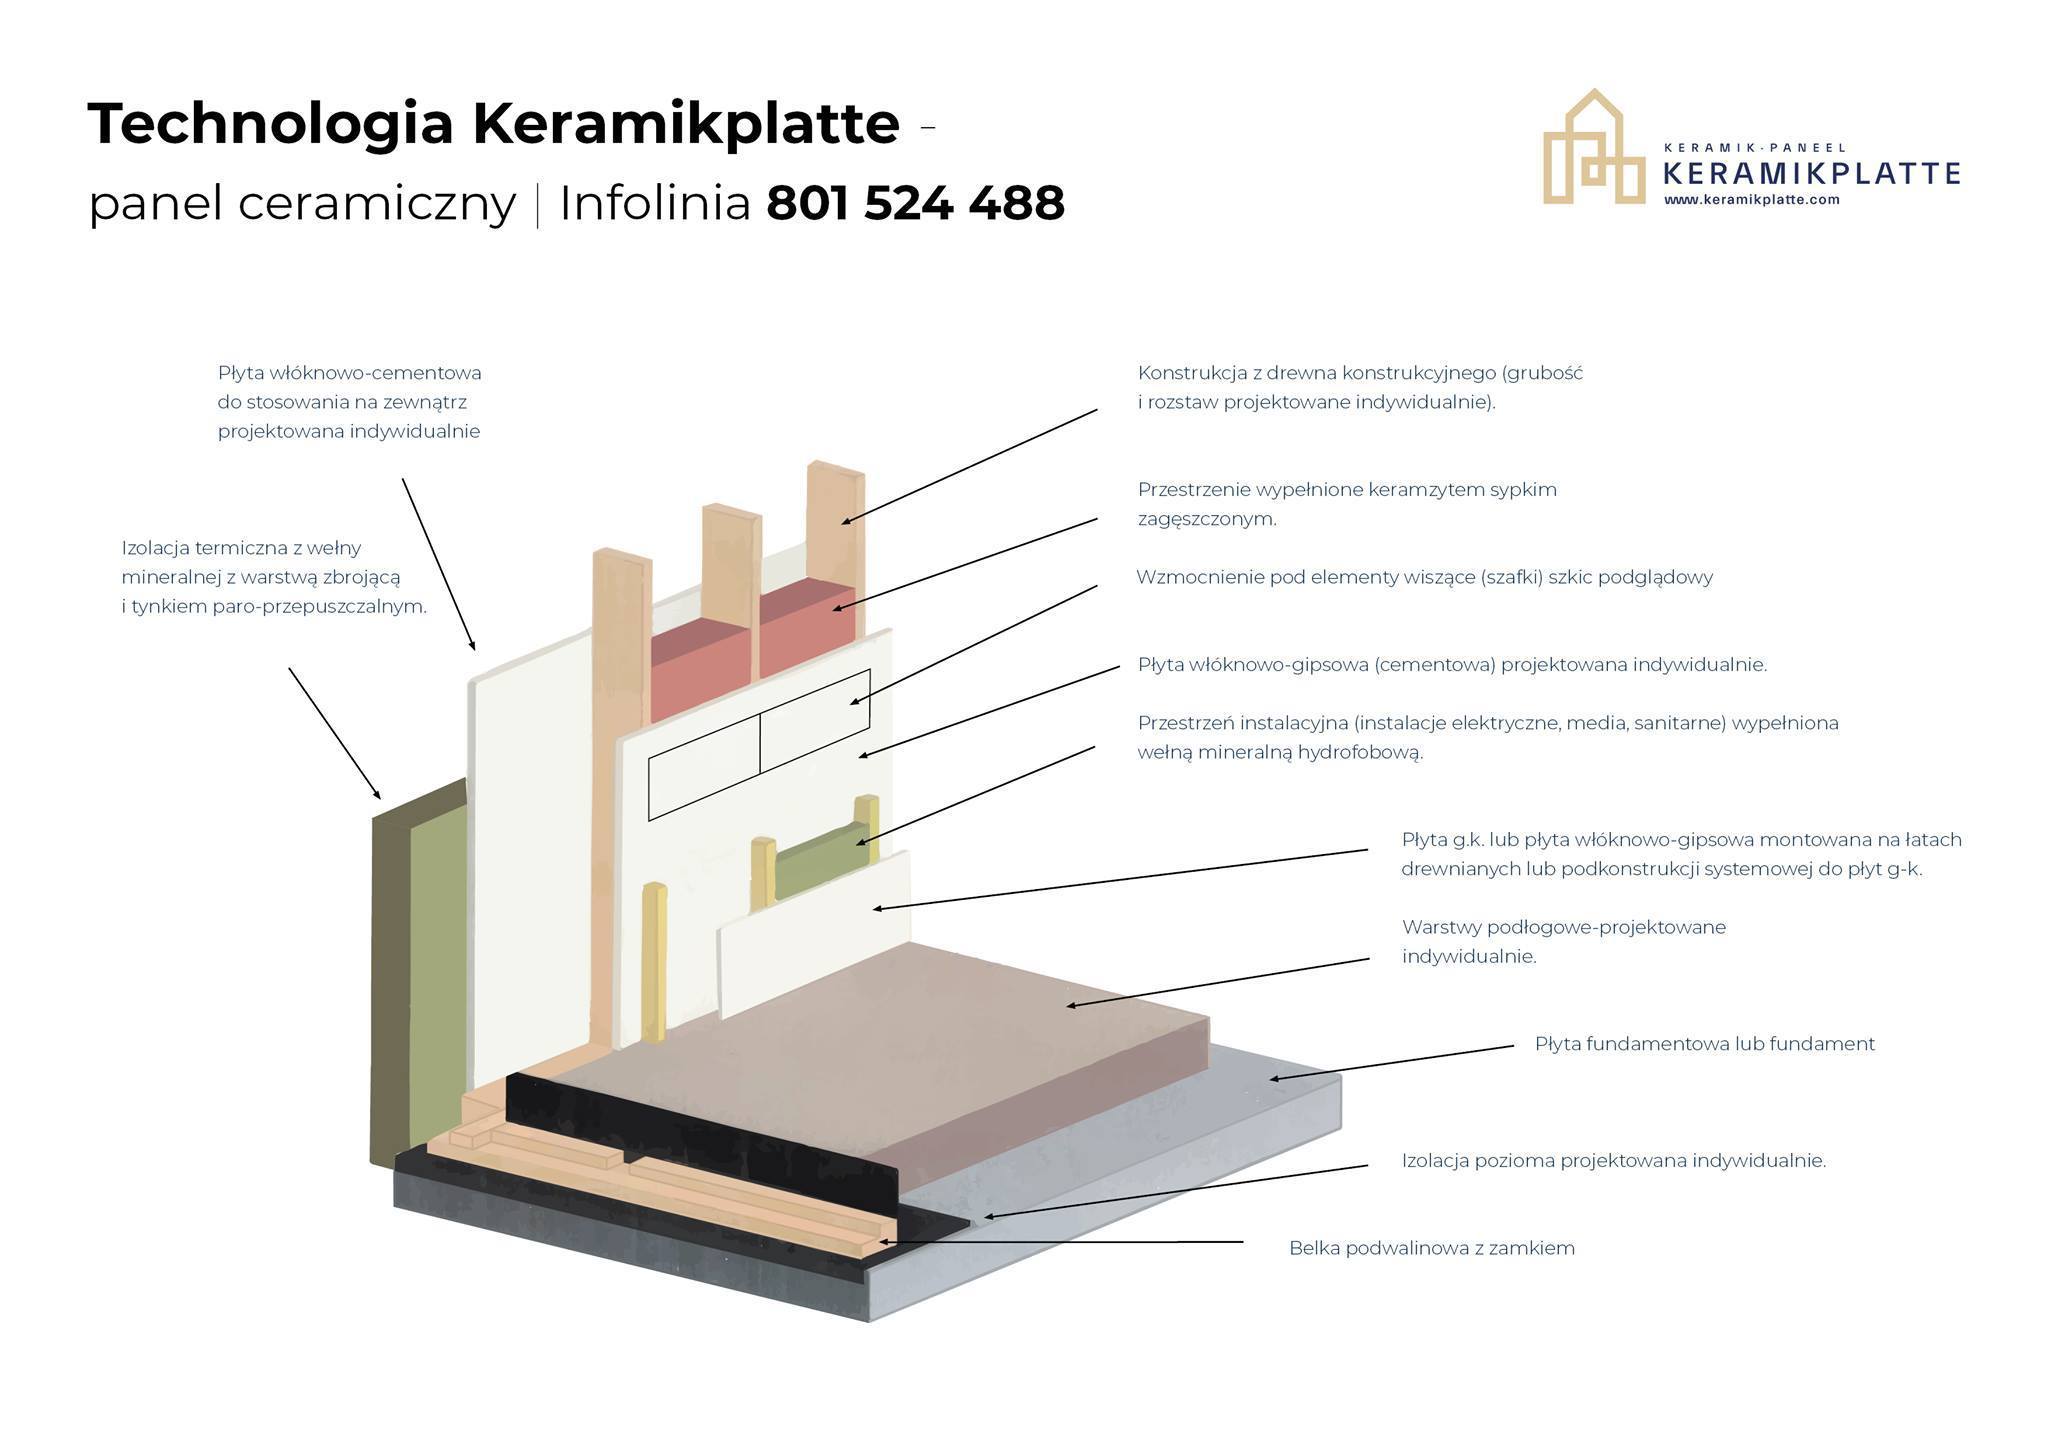 Technologia Keramikplatte -
panel ceramiczny | Infolinia 801 524 488
KERAMIK-PANEEL
KERAMIKPLATTE
www.keramikplatte.com
Płyta włóknowo-cementowa
do stosowania na zewnątrz
projektowana indywidualnie
Izolacja termiczna z wełny
mineralnej z warstwą zbrojącą
i tynkiem paro-przepuszczalnym.
Konstrukcja z drewna konstrukcyjnego (grubość
i rozstaw projektowane indywidualnie).
Przestrzenie wypełnione keramzytem sypkim
zagęszczonym.
Wzmocnienie pod elementy wiszące (szafki) szkic podglądowy
Płyta włóknowo-gipsowa (cementowa) projektowana indywidualnie.
Przestrzeń instalacyjna (instalacje elektryczne, media, sanitarne) wypełniona
wełną mineralną hydrofobową.
Płyta g.k. lub płyta włóknowo-gipsowa montowana na łatach
drewnianych lub podkonstrukcji systemowej do płyt g-k.
Warstwy podłogowe-projektowane
indywidualnie.
Płyta fundamentowa lub fundament
Izolacja pozioma projektowana indywidualnie.
Belka podwalinowa z zamkiem